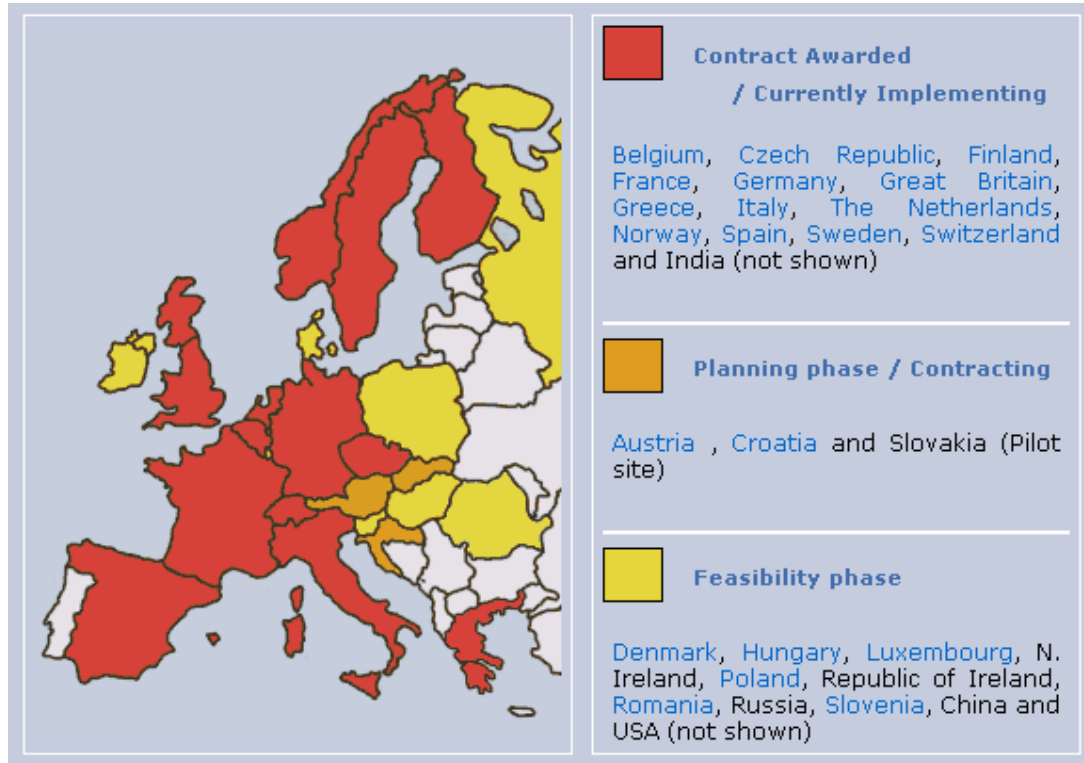 Contract Awarded
/ Currently Implementing
Belgium, Czech Republic, Finland,
France, Germany, Great Britain,
Greece, Italy, The Netherlands,
Norway, Spain, Sweden, Switzerland
and India (not shown)
Planning phase / Contracting
Austria , Croatia and Slovakia (Pilot
site)
Feasibility phase
Denmark, Hungary, Luxembourg, N.
Ireland, Poland, Republic of Ireland,
Romania, Russia, Slovenia, China and
USA (not shown)